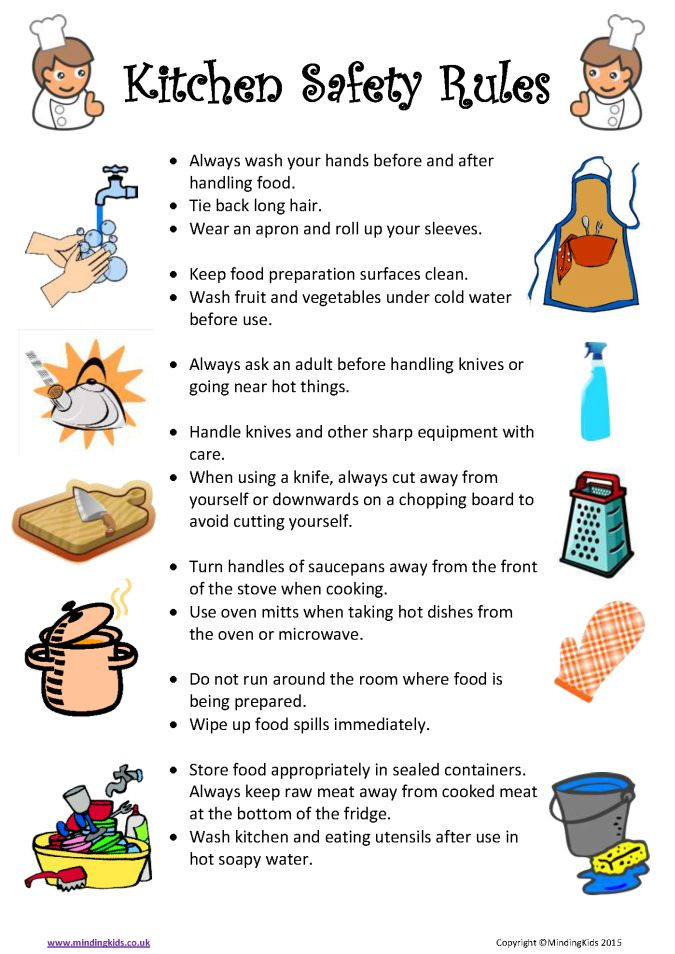 Kitchen Safety Rules
• Always wash your hands before and after
handling food.
• Tie back long hair.
• Wear an apron and roll up your sleeves.
• Keep food preparation surfaces clean.
• Wash fruit and vegetables under cold water
before use.
• Always ask an adult before handling knives or
going near hot things.
• Handle knives and other sharp equipment with
care.
• When using a knife, always cut away from
yourself or downwards on a chopping board to
avoid cutting yourself.
• Turn handles of saucepans away from the front
of the stove when cooking.
• Use oven mitts when taking hot dishes from
the oven or microwave.
• Do not run around the room where food is
being prepared.
• Wipe up food spills immediately.
• Store food appropriately in sealed containers.
Always keep raw meat away from cooked meat
at the bottom of the fridge.
• Wash kitchen and eating utensils after use in
hot soapy water.
www.mindingkids.co.uk
Copyright ©MindingKids 2015